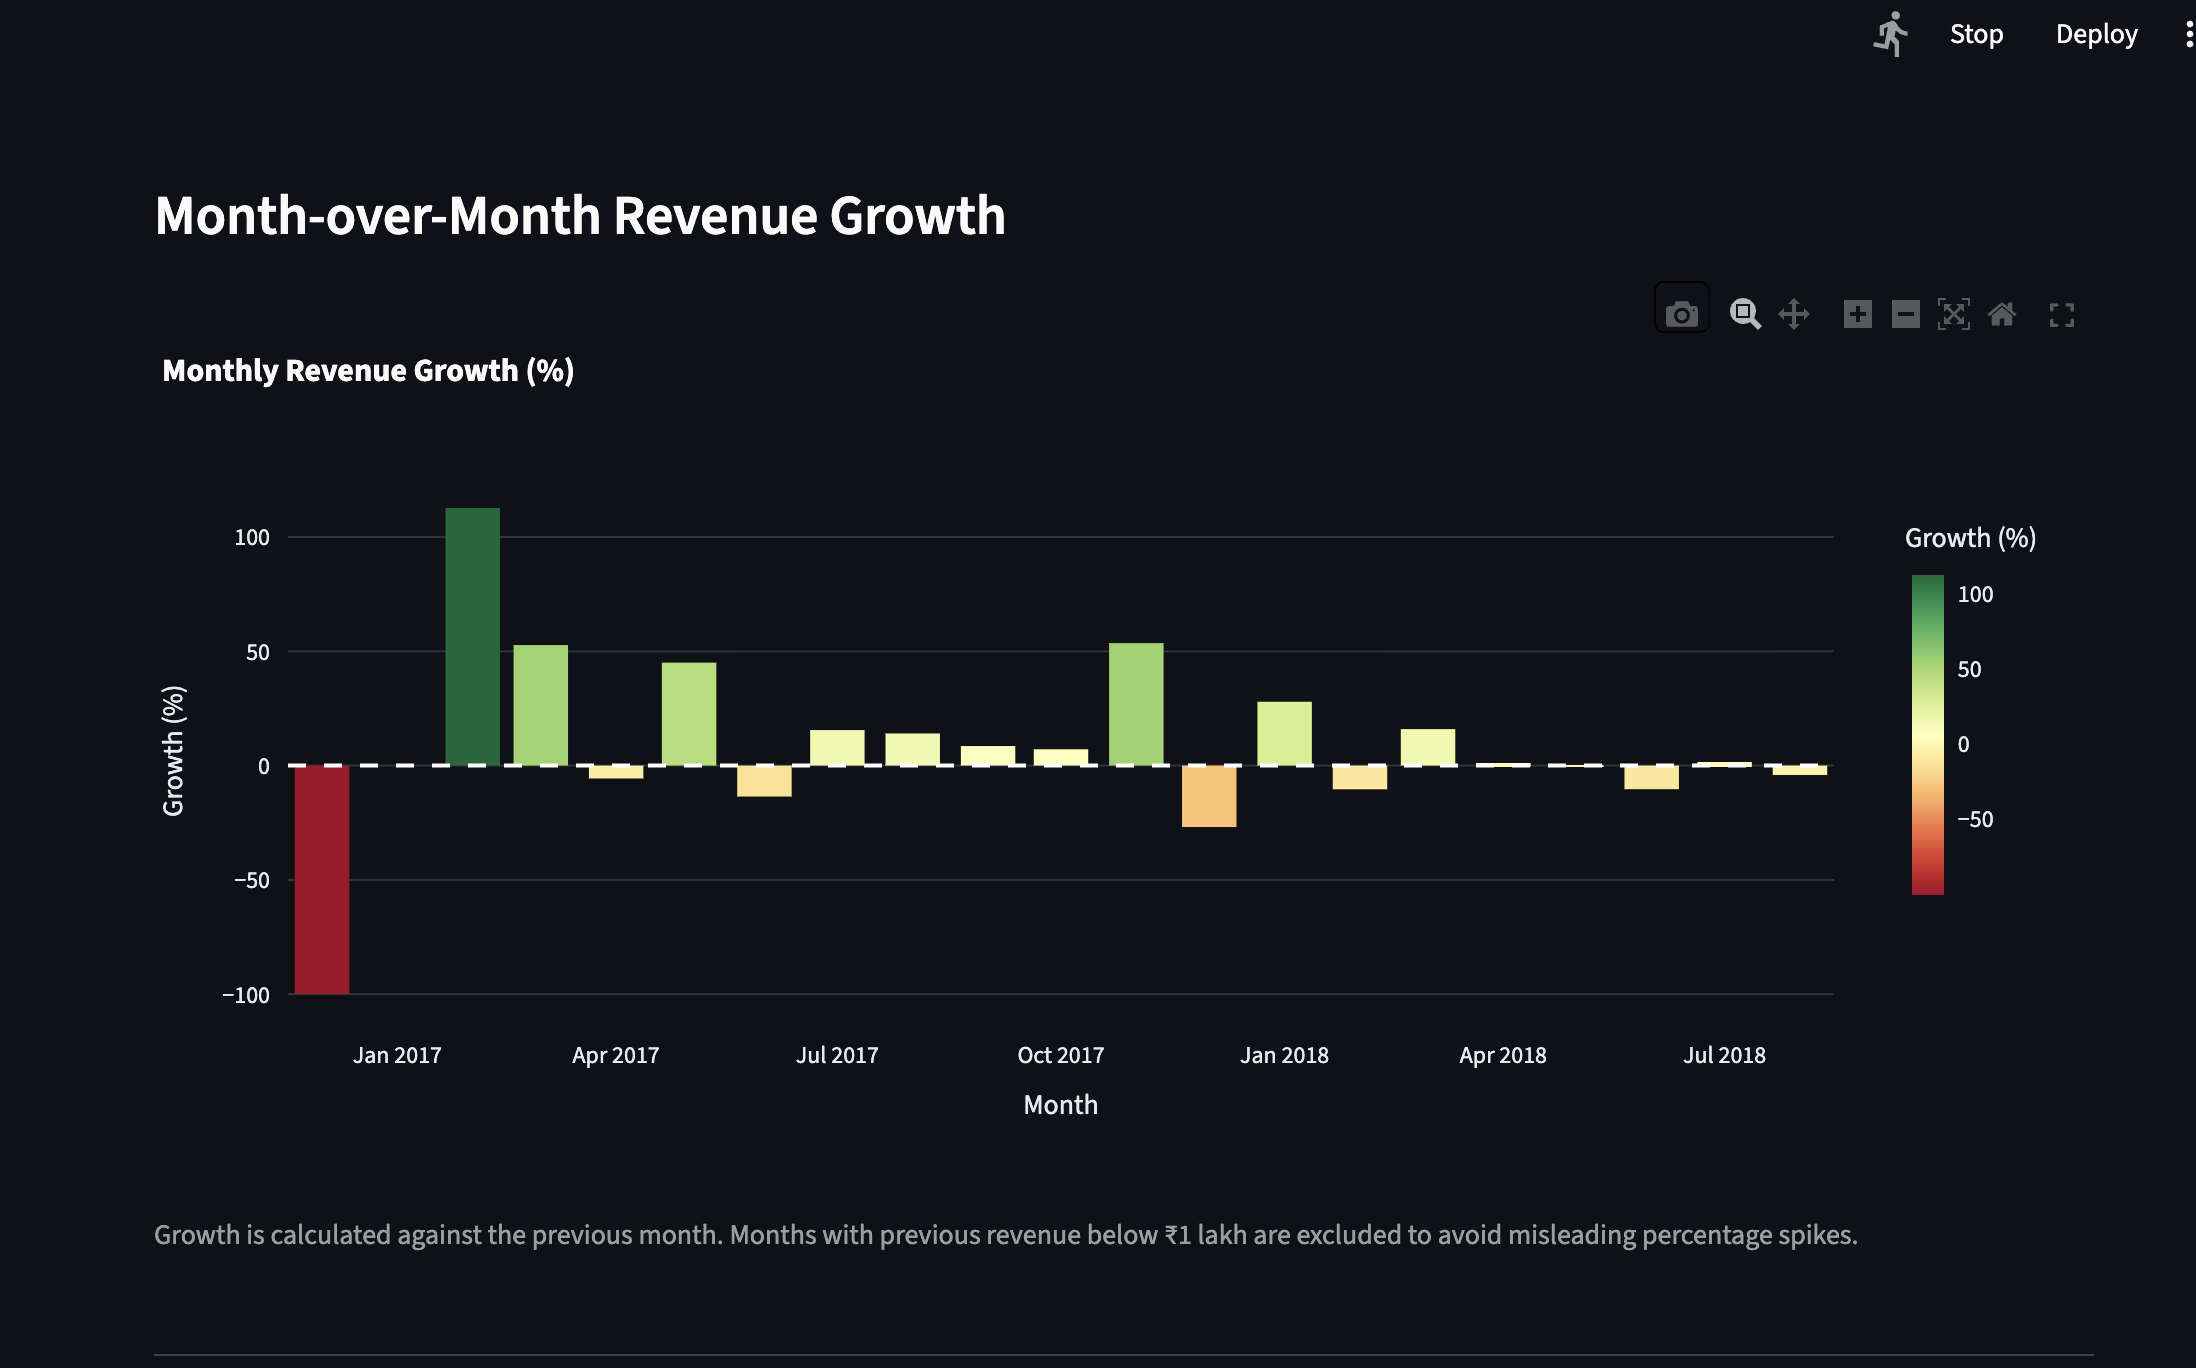 Stop Deploy
Month-over-Month Revenue Growth
Monthly Revenue Growth (%)
Growth (%)
100
50
0
−50
−100
Jan 2017 Apr 2017 Jul 2017 Oct 2017 Jan 2018 Apr 2018 Jul 2018
Month
Growth (%)
100
50
0
−50
Growth is calculated against the previous month. Months with previous revenue below ₹1 lakh are excluded to avoid misleading percentage spikes.